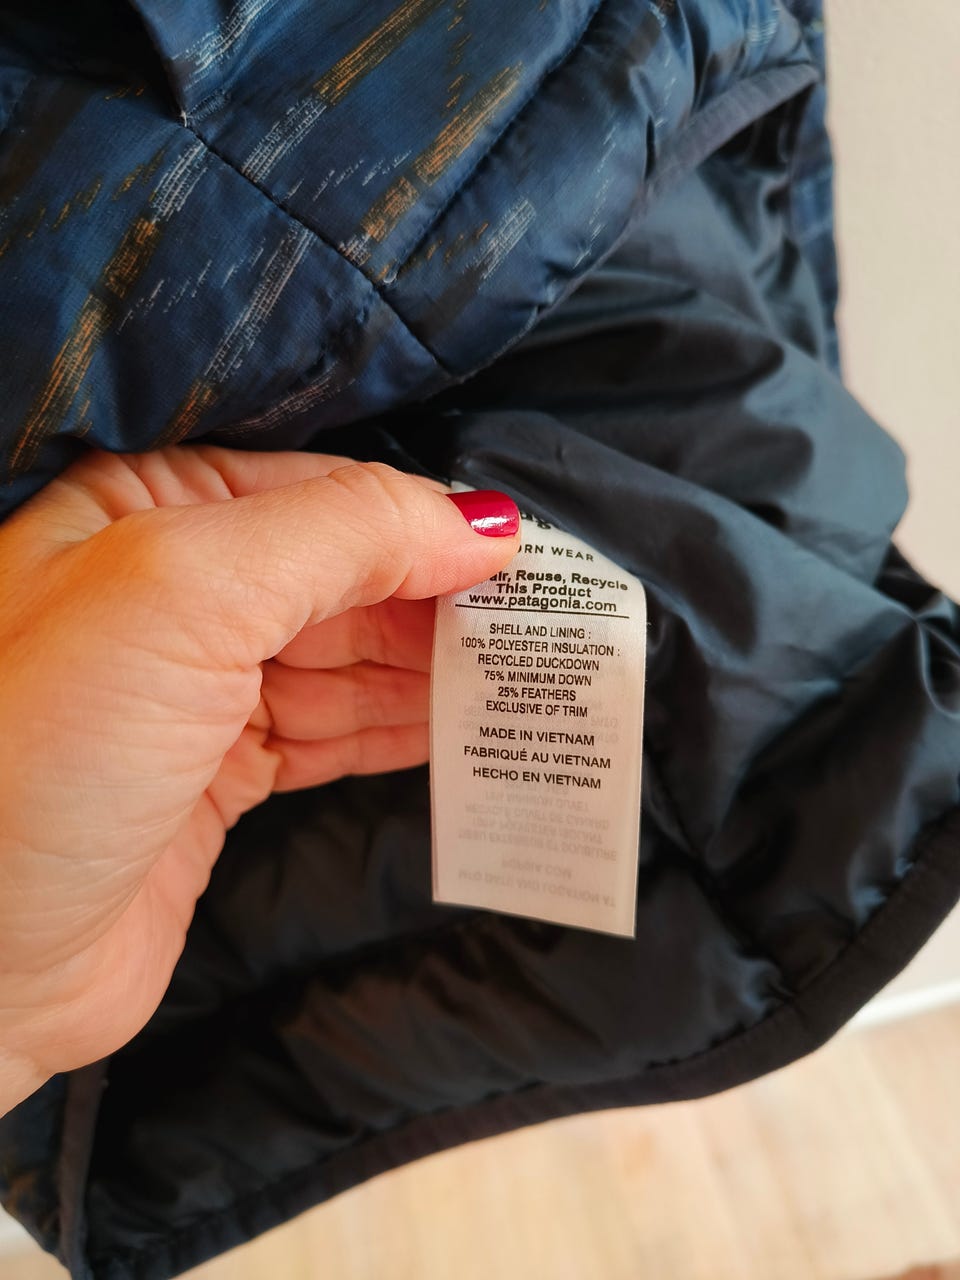 WEAR
Reuse, Recycle
This Product
www.patagonia.com
SHELL AND LINING :
100% POLYESTER INSULATION :
RECYCLED DUCKDOWN
75% MINIMUM DOWN
25% FEATHERS
EXCLUSIVE OF TRIM
MADE IN VIETNAM
FABRIQUÉ AU VIETNAM
HECHO EN VIETNAM